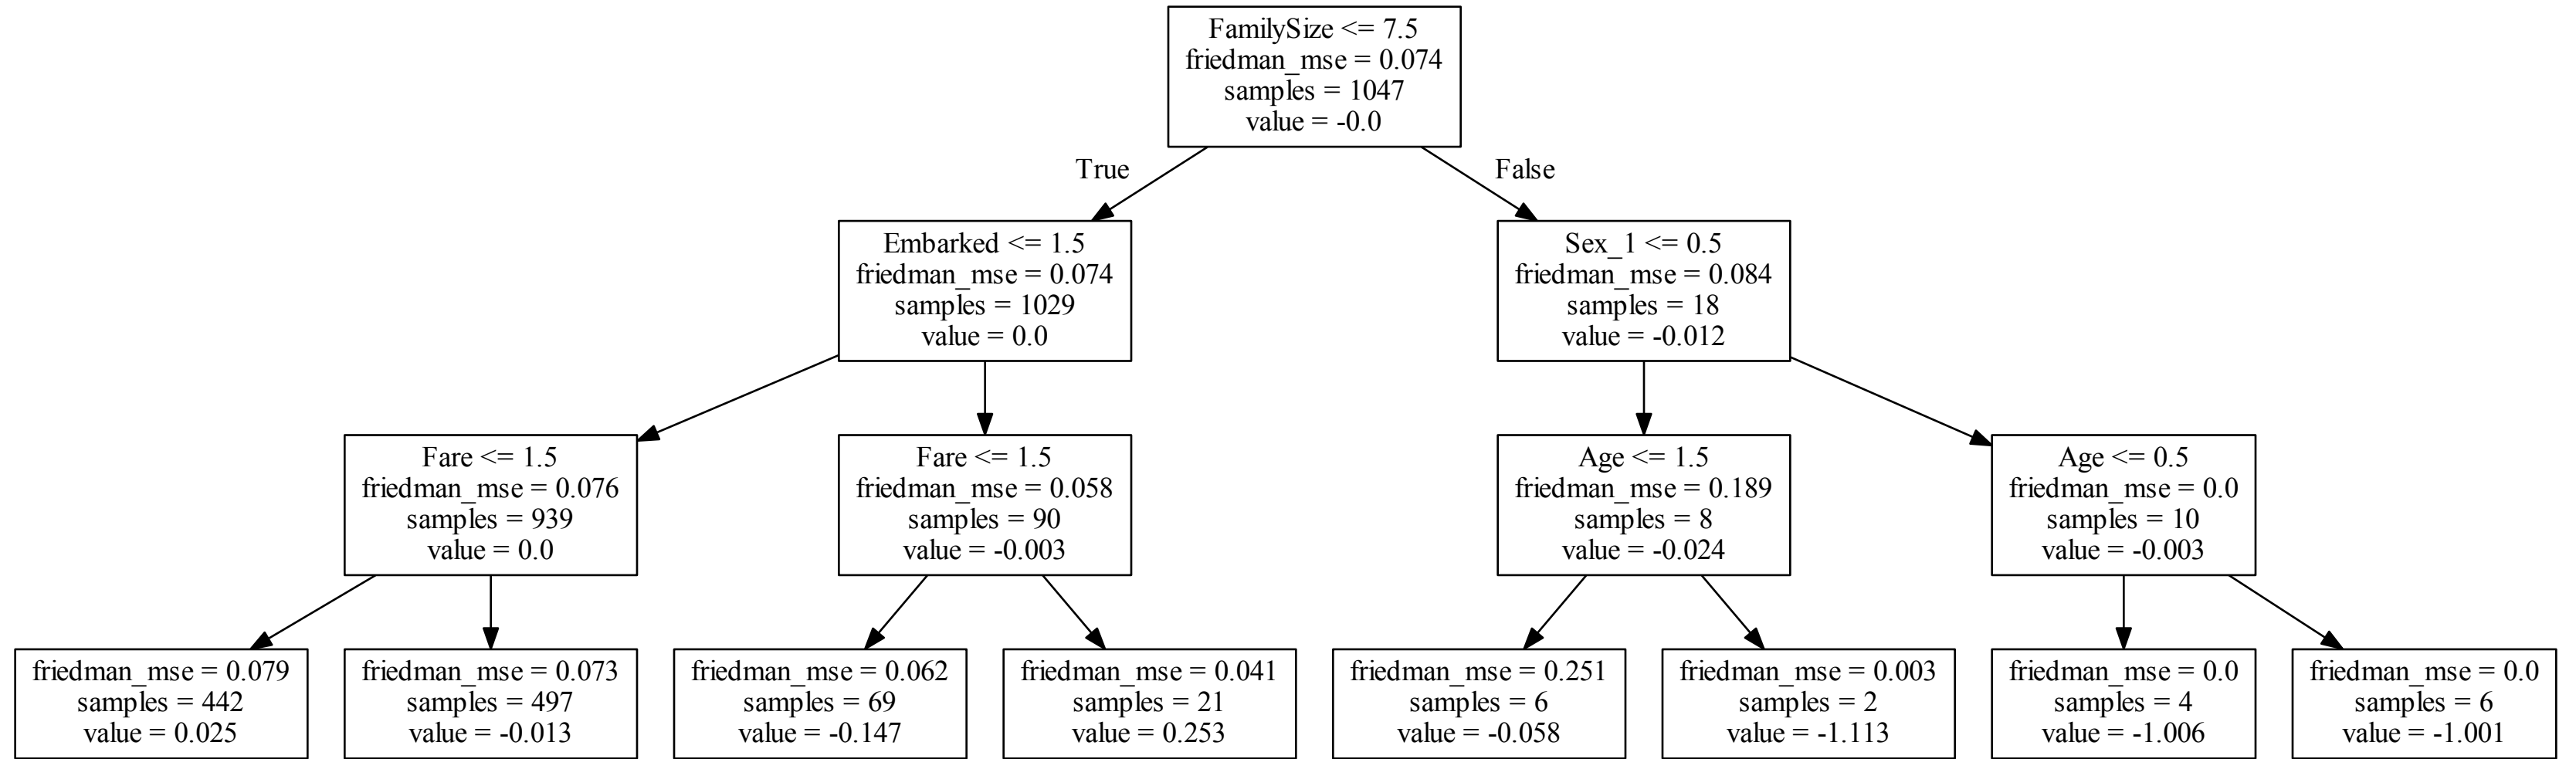 FamilySize <= 7.5
friedman_mse = 0.074
samples = 1047
value = -0.0
True
False
Embarked <= 1.5
friedman_mse = 0.074
samples = 1029
value = 0.0
Sex_1 <= 0.5
friedman_mse = 0.084
samples = 18
value = -0.012
Fare <= 1.5
friedman_mse = 0.076
samples = 939
value = 0.0
Fare <= 1.5
friedman_mse = 0.058
samples = 90
value = -0.003
Age <= 1.5
friedman_mse = 0.189
samples = 8
value = -0.024
Age <= 0.5
friedman_mse = 0.0
samples = 10
value = -0.003
friedman_mse = 0.079
samples = 442
value = 0.025
friedman_mse = 0.073
samples = 497
value = -0.013
friedman_mse = 0.062
samples = 69
value = -0.147
friedman_mse = 0.041
samples = 21
value = 0.253
friedman_mse = 0.251
samples = 6
value = -0.058
friedman_mse = 0.003
samples = 2
value = -1.113
friedman_mse = 0.0
samples = 4
value = -1.006
friedman_mse = 0.0
samples = 6
value = -1.001